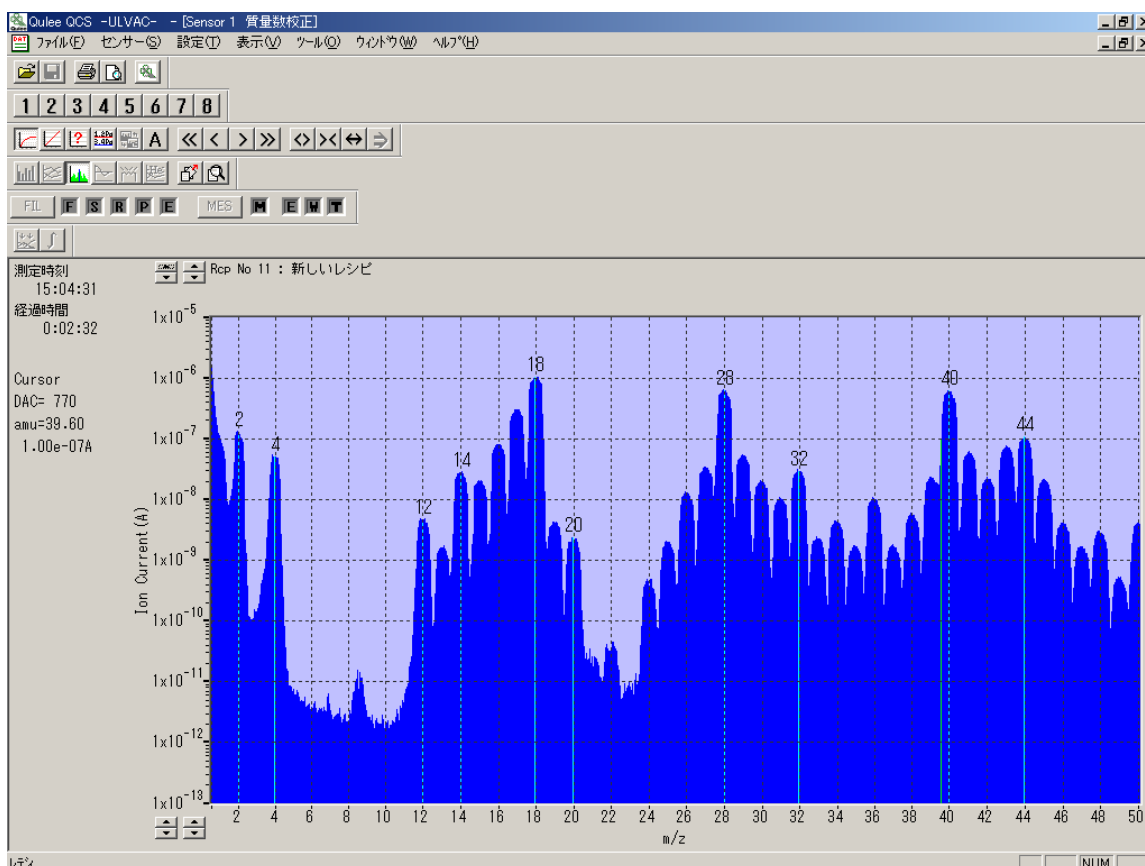 Qulee QCS -ULVAC- - [Sensor 1 質量数校正]
ファイル(F) センサー(S) 設定(T) 表示(V) ツール(O) ウィンドウ(W) ヘルプ(H)
1 2 3 4 5 6 7 8
A
FIL F S R P E MES M E W T
測定時刻
15:04:31
経過時間
0:02:32
Cursor
DAC= 770
amu=39.60
1.00e-07A
Rcp No 11 : 新しいレシピ
1x10^-5
1x10^-6
1x10^-7
1x10^-8
1x10^-9
1x10^-10
1x10^-11
1x10^-12
1x10^-13
Ion Current (A)
2 4 12 14 18 20 28 32 40 44
2 4 6 8 10 12 14 16 18 20 22 24 26 28 30 32 34 36 38 40 42 44 46 48 50
m/z
レディ
NUM